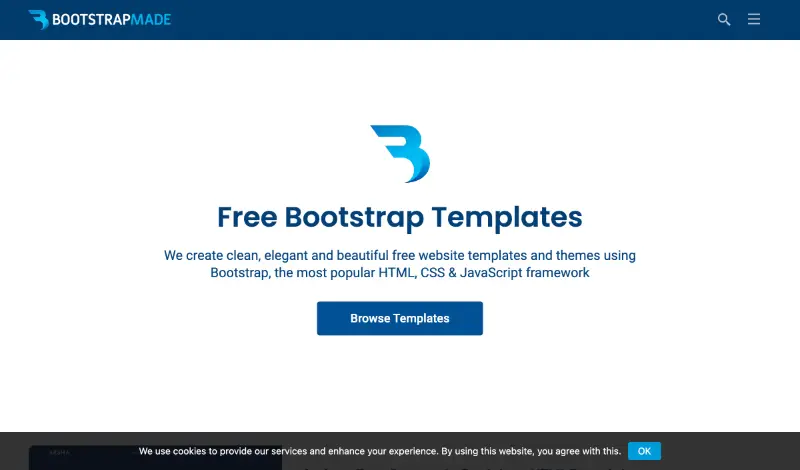 BOOTSTRAPMADE
Free Bootstrap Templates
We create clean, elegant and beautiful free website templates and themes using
Bootstrap, the most popular HTML, CSS & JavaScript framework
Browse Templates
We use cookies to provide our services and enhance your experience. By using this website, you agree with this.
OK